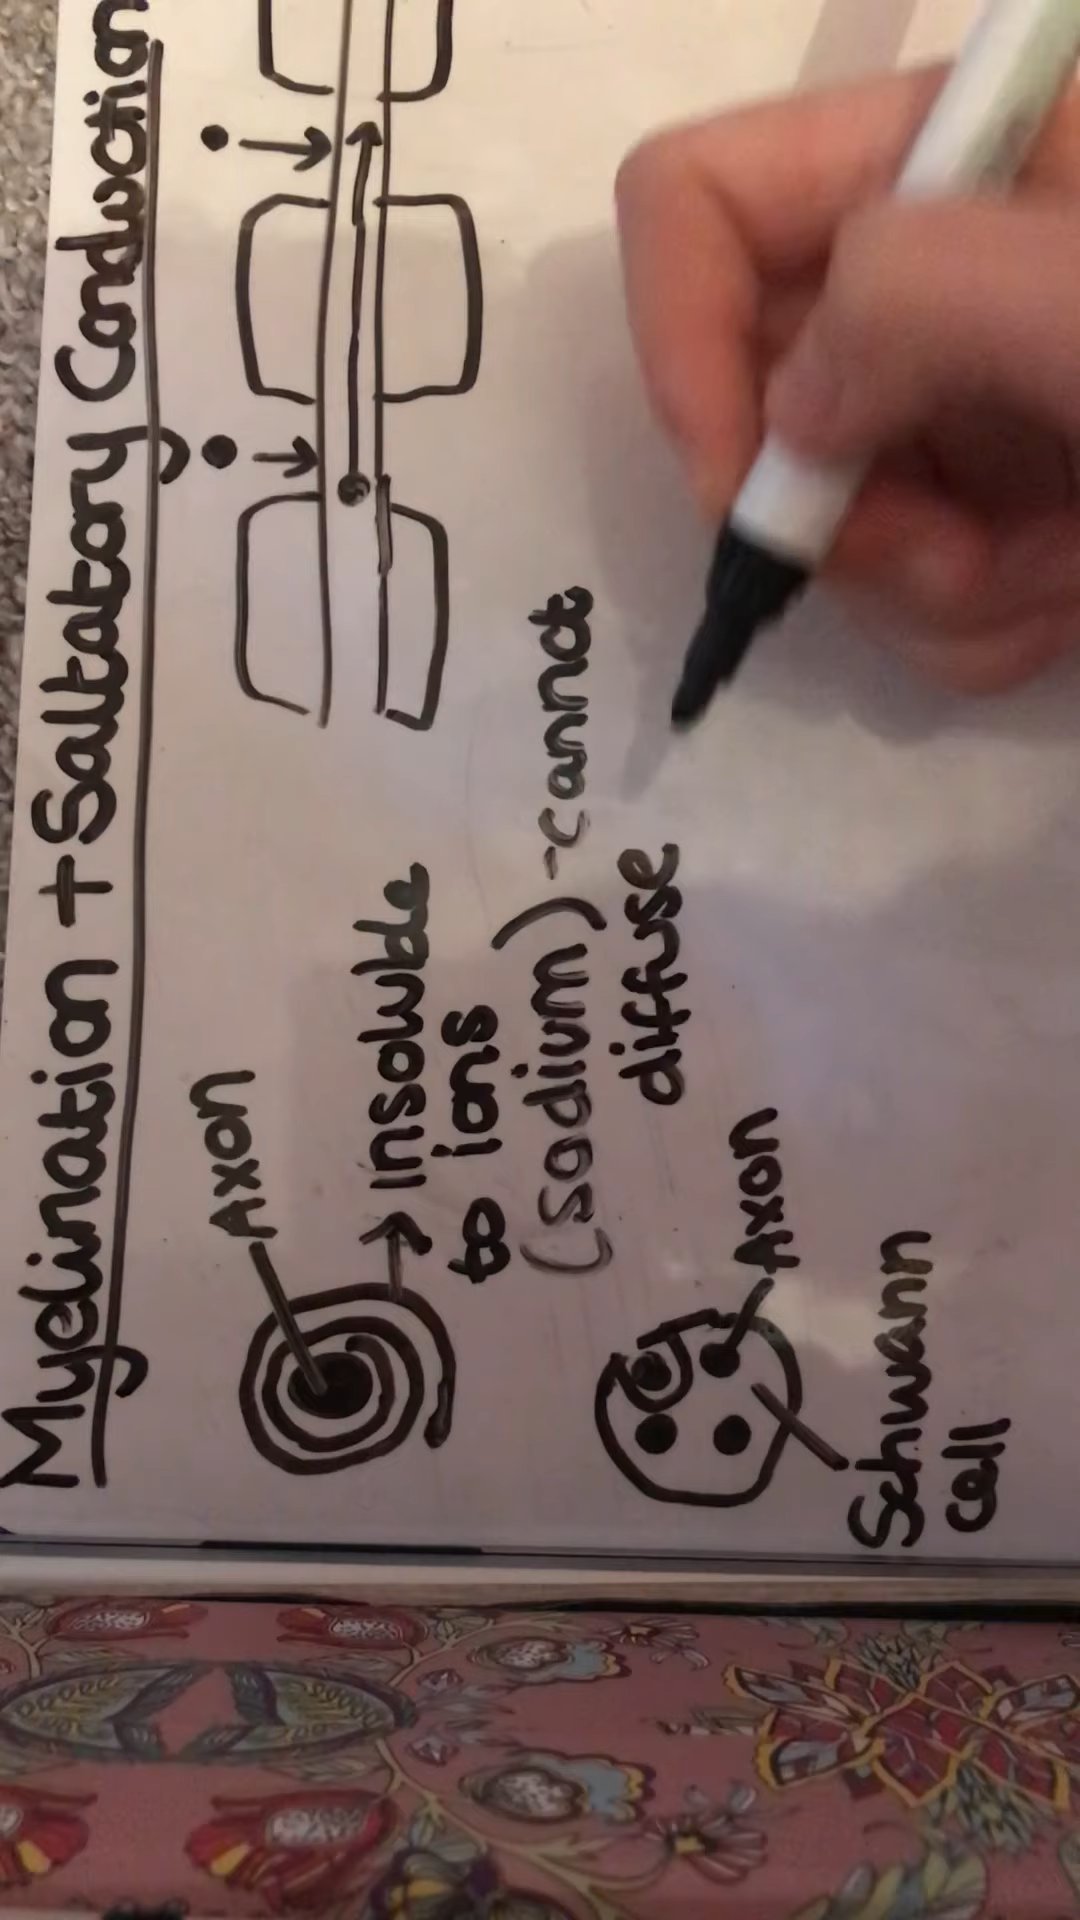 Myelination + Saltatory Conduction
Axon
→ insoluble
to ions
(sodium) - cannot
diffuse
Axon
Schwann
cell